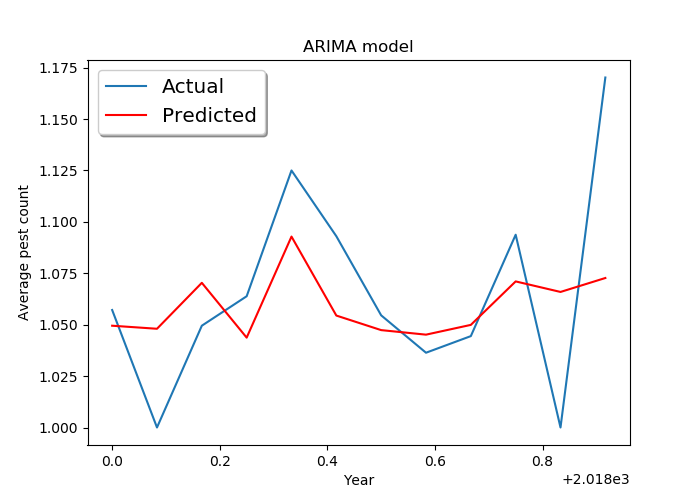 ARIMA model
Actual
Predicted
1.175
1.150
1.125
1.100
1.075
1.050
1.025
1.000
Average pest count
0.0 0.2 0.4 0.6 0.8
+2.018e3
Year